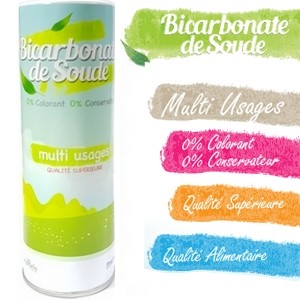 Bicarbonate
de Soude
0% Colorant 0% Conservateur
multi usages
QUALITÉ SUPÉRIEURE
Bicarbonate
de Soude
Multi Usages
0% Colorant
0% Conservateur
Qualité Supérieure
Qualité Alimentaire